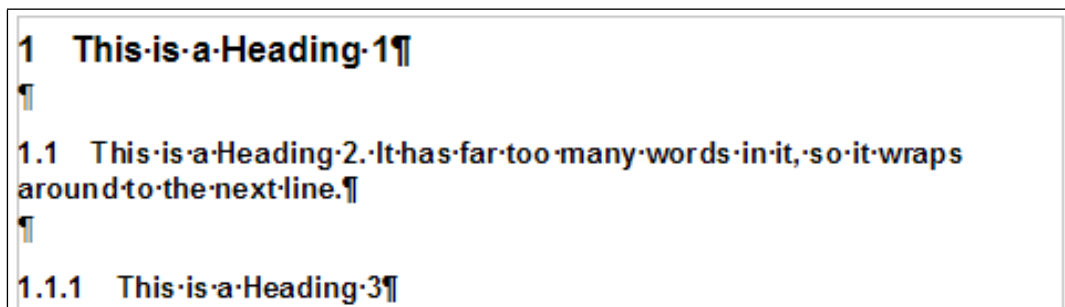 1 This·is·a·Heading·1¶
¶
1.1 This·is·a·Heading·2.·It·has·far·too·many·words·in·it,·so·it·wraps
around·to·the·next·line.¶
¶
1.1.1 This·is·a·Heading·3¶